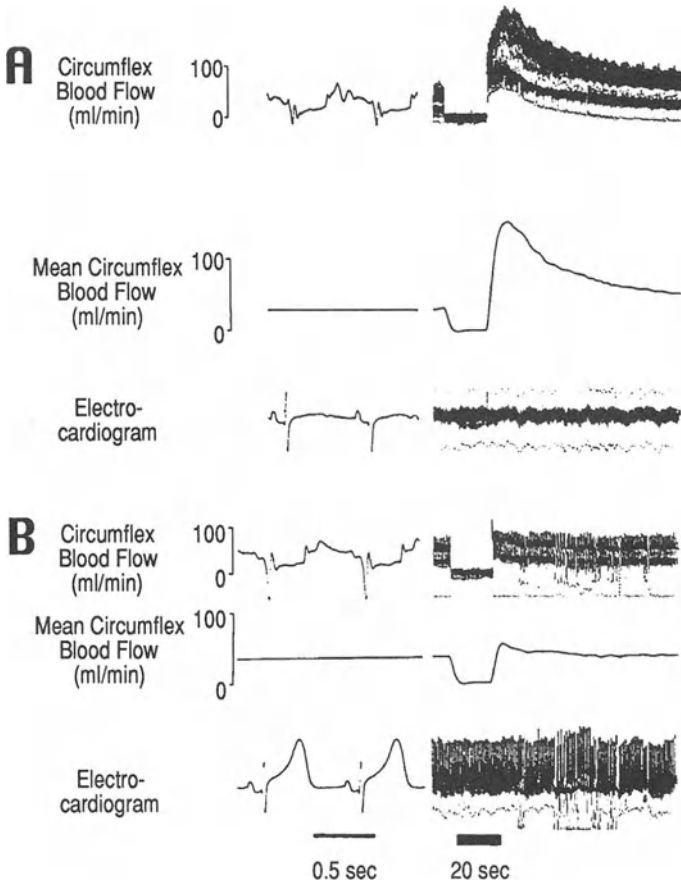 A
Circumflex
Blood Flow
(ml/min)
100
0
Mean Circumflex
Blood Flow
(ml/min)
100
0
Electro-
cardiogram
B
Circumflex
Blood Flow
(ml/min)
100
0
Mean Circumflex
Blood Flow
(ml/min)
100
0
Electro-
cardiogram
0.5 sec
20 sec